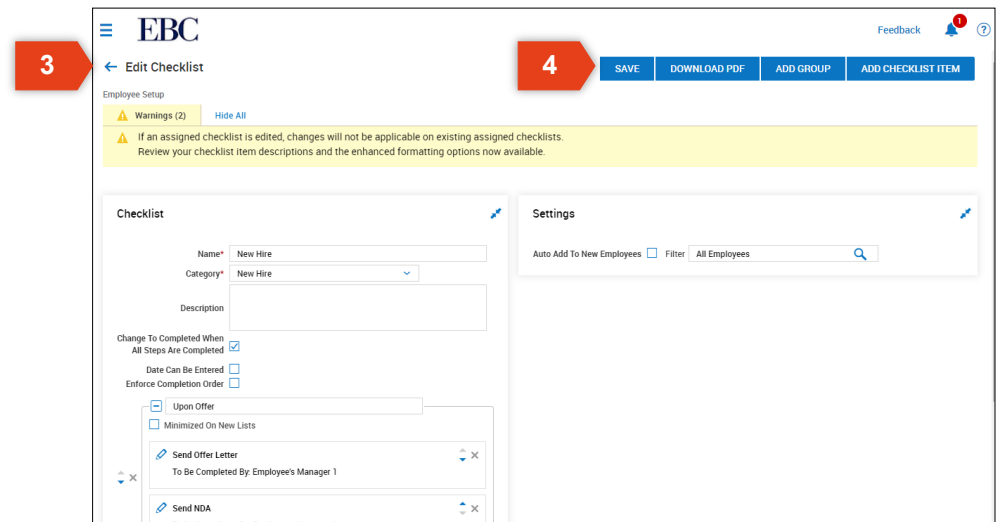 EBC
Feedback
1
?
3
Edit Checklist
4
SAVE DOWNLOAD PDF ADD GROUP ADD CHECKLIST ITEM
Employee Setup
Warnings (2) Hide All
If an assigned checklist is edited, changes will not be applicable on existing assigned checklists.
Review your checklist item descriptions and the enhanced formatting options now available.
Checklist
Settings
Name* New Hire
Auto Add To New Employees Filter All Employees
Category* New Hire
Description
Change To Completed When
All Steps Are Completed
Date Can Be Entered
Enforce Completion Order
Upon Offer
Minimized On New Lists
Send Offer Letter
To Be Completed By: Employee's Manager 1
Send NDA